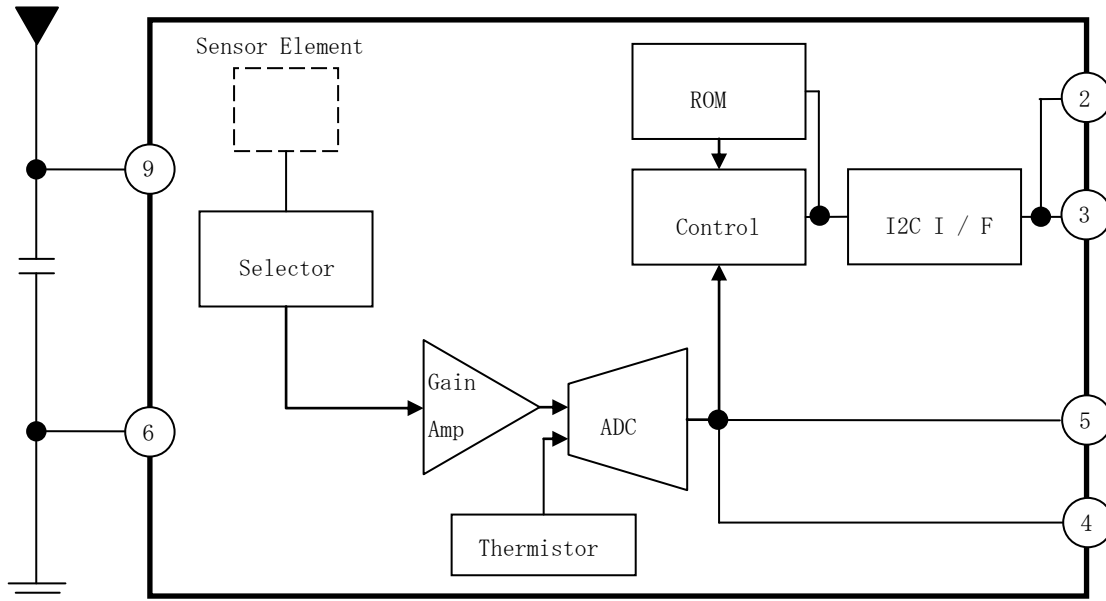 Sensor Element
ROM
2
9
3
Control
I2C I / F
Selector
Gain
Amp
ADC
5
6
4
Thermistor